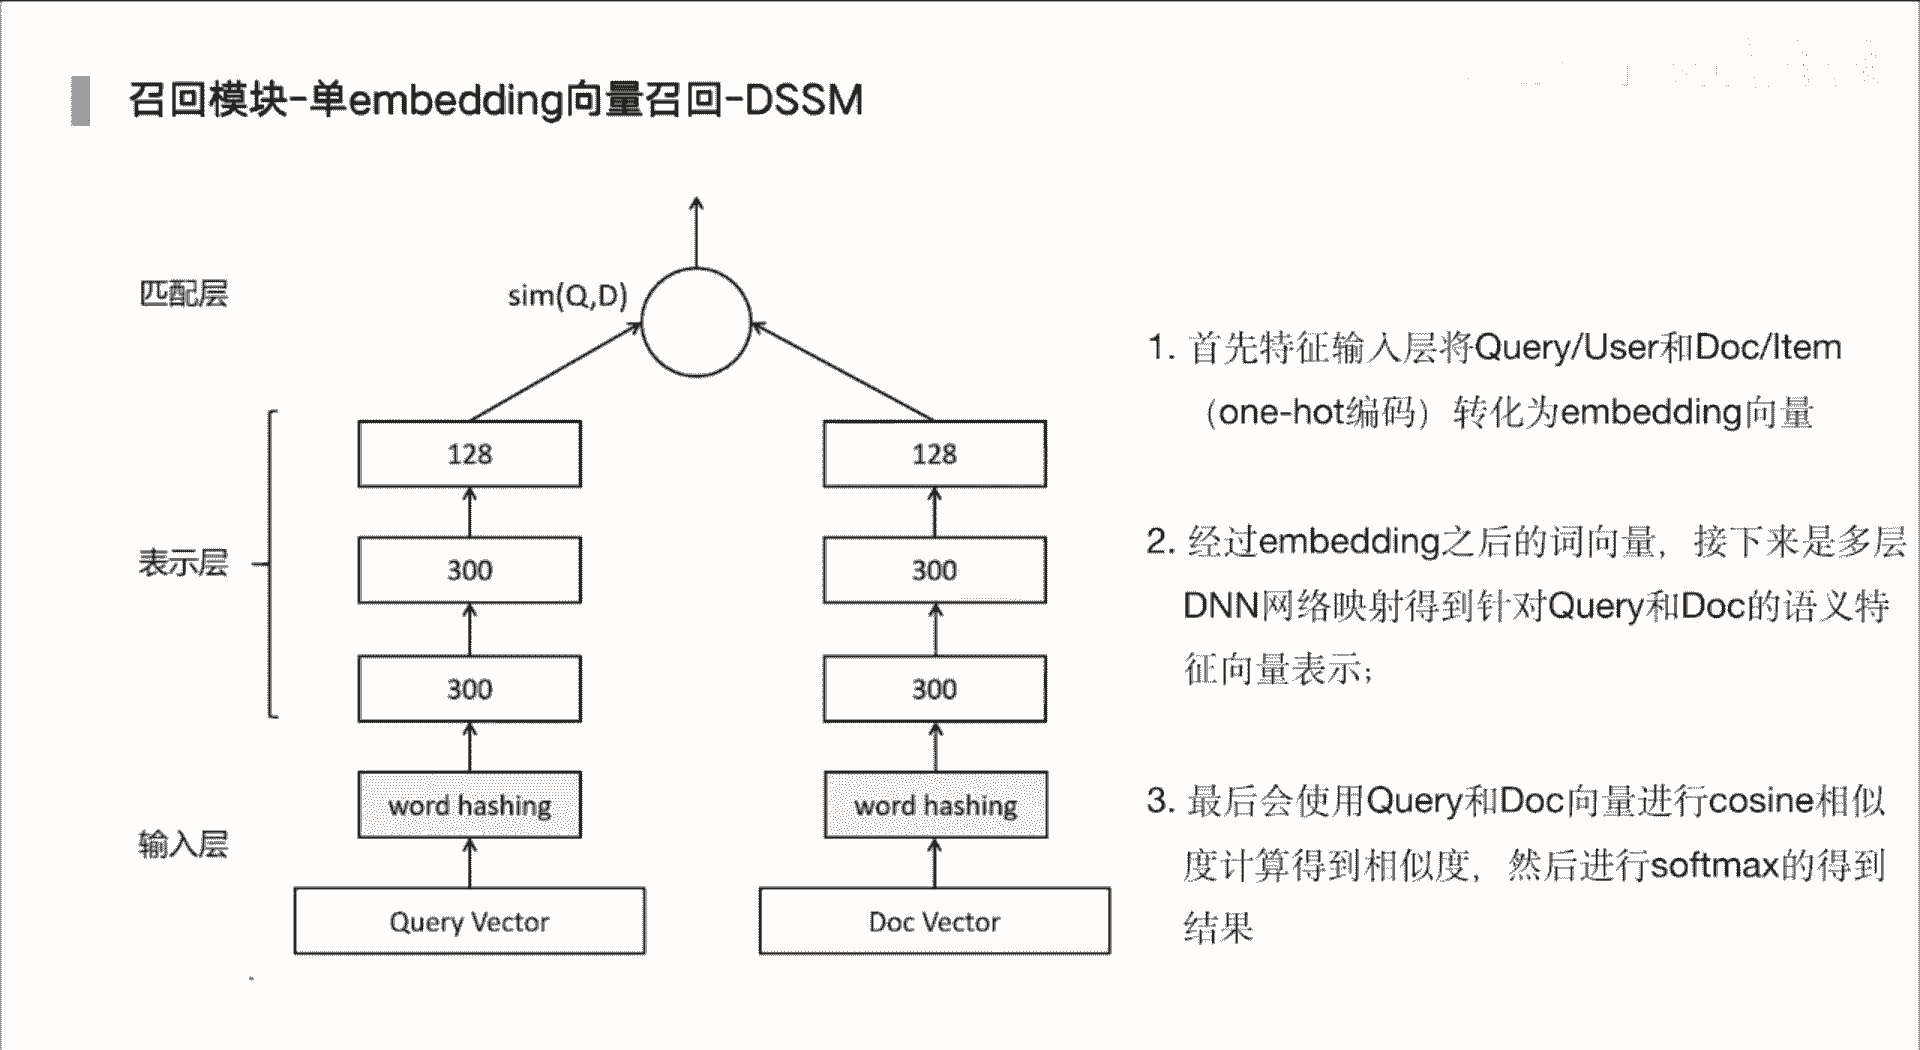 召回模块-单embedding向量召回-DSSM
匹配层
sim(Q,D)
表示层
128
128
300
300
300
300
输入层
word hashing
word hashing
Query Vector
Doc Vector
1. 首先特征输入层将Query/User和Doc/Item
（one-hot编码）转化为embedding向量
2. 经过embedding之后的词向量，接下来是多层
DNN网络映射得到针对Query和Doc的语义特
征向量表示；
3. 最后会使用Query和Doc向量进行cosine相似
度计算得到相似度，然后进行softmax的得到
结果